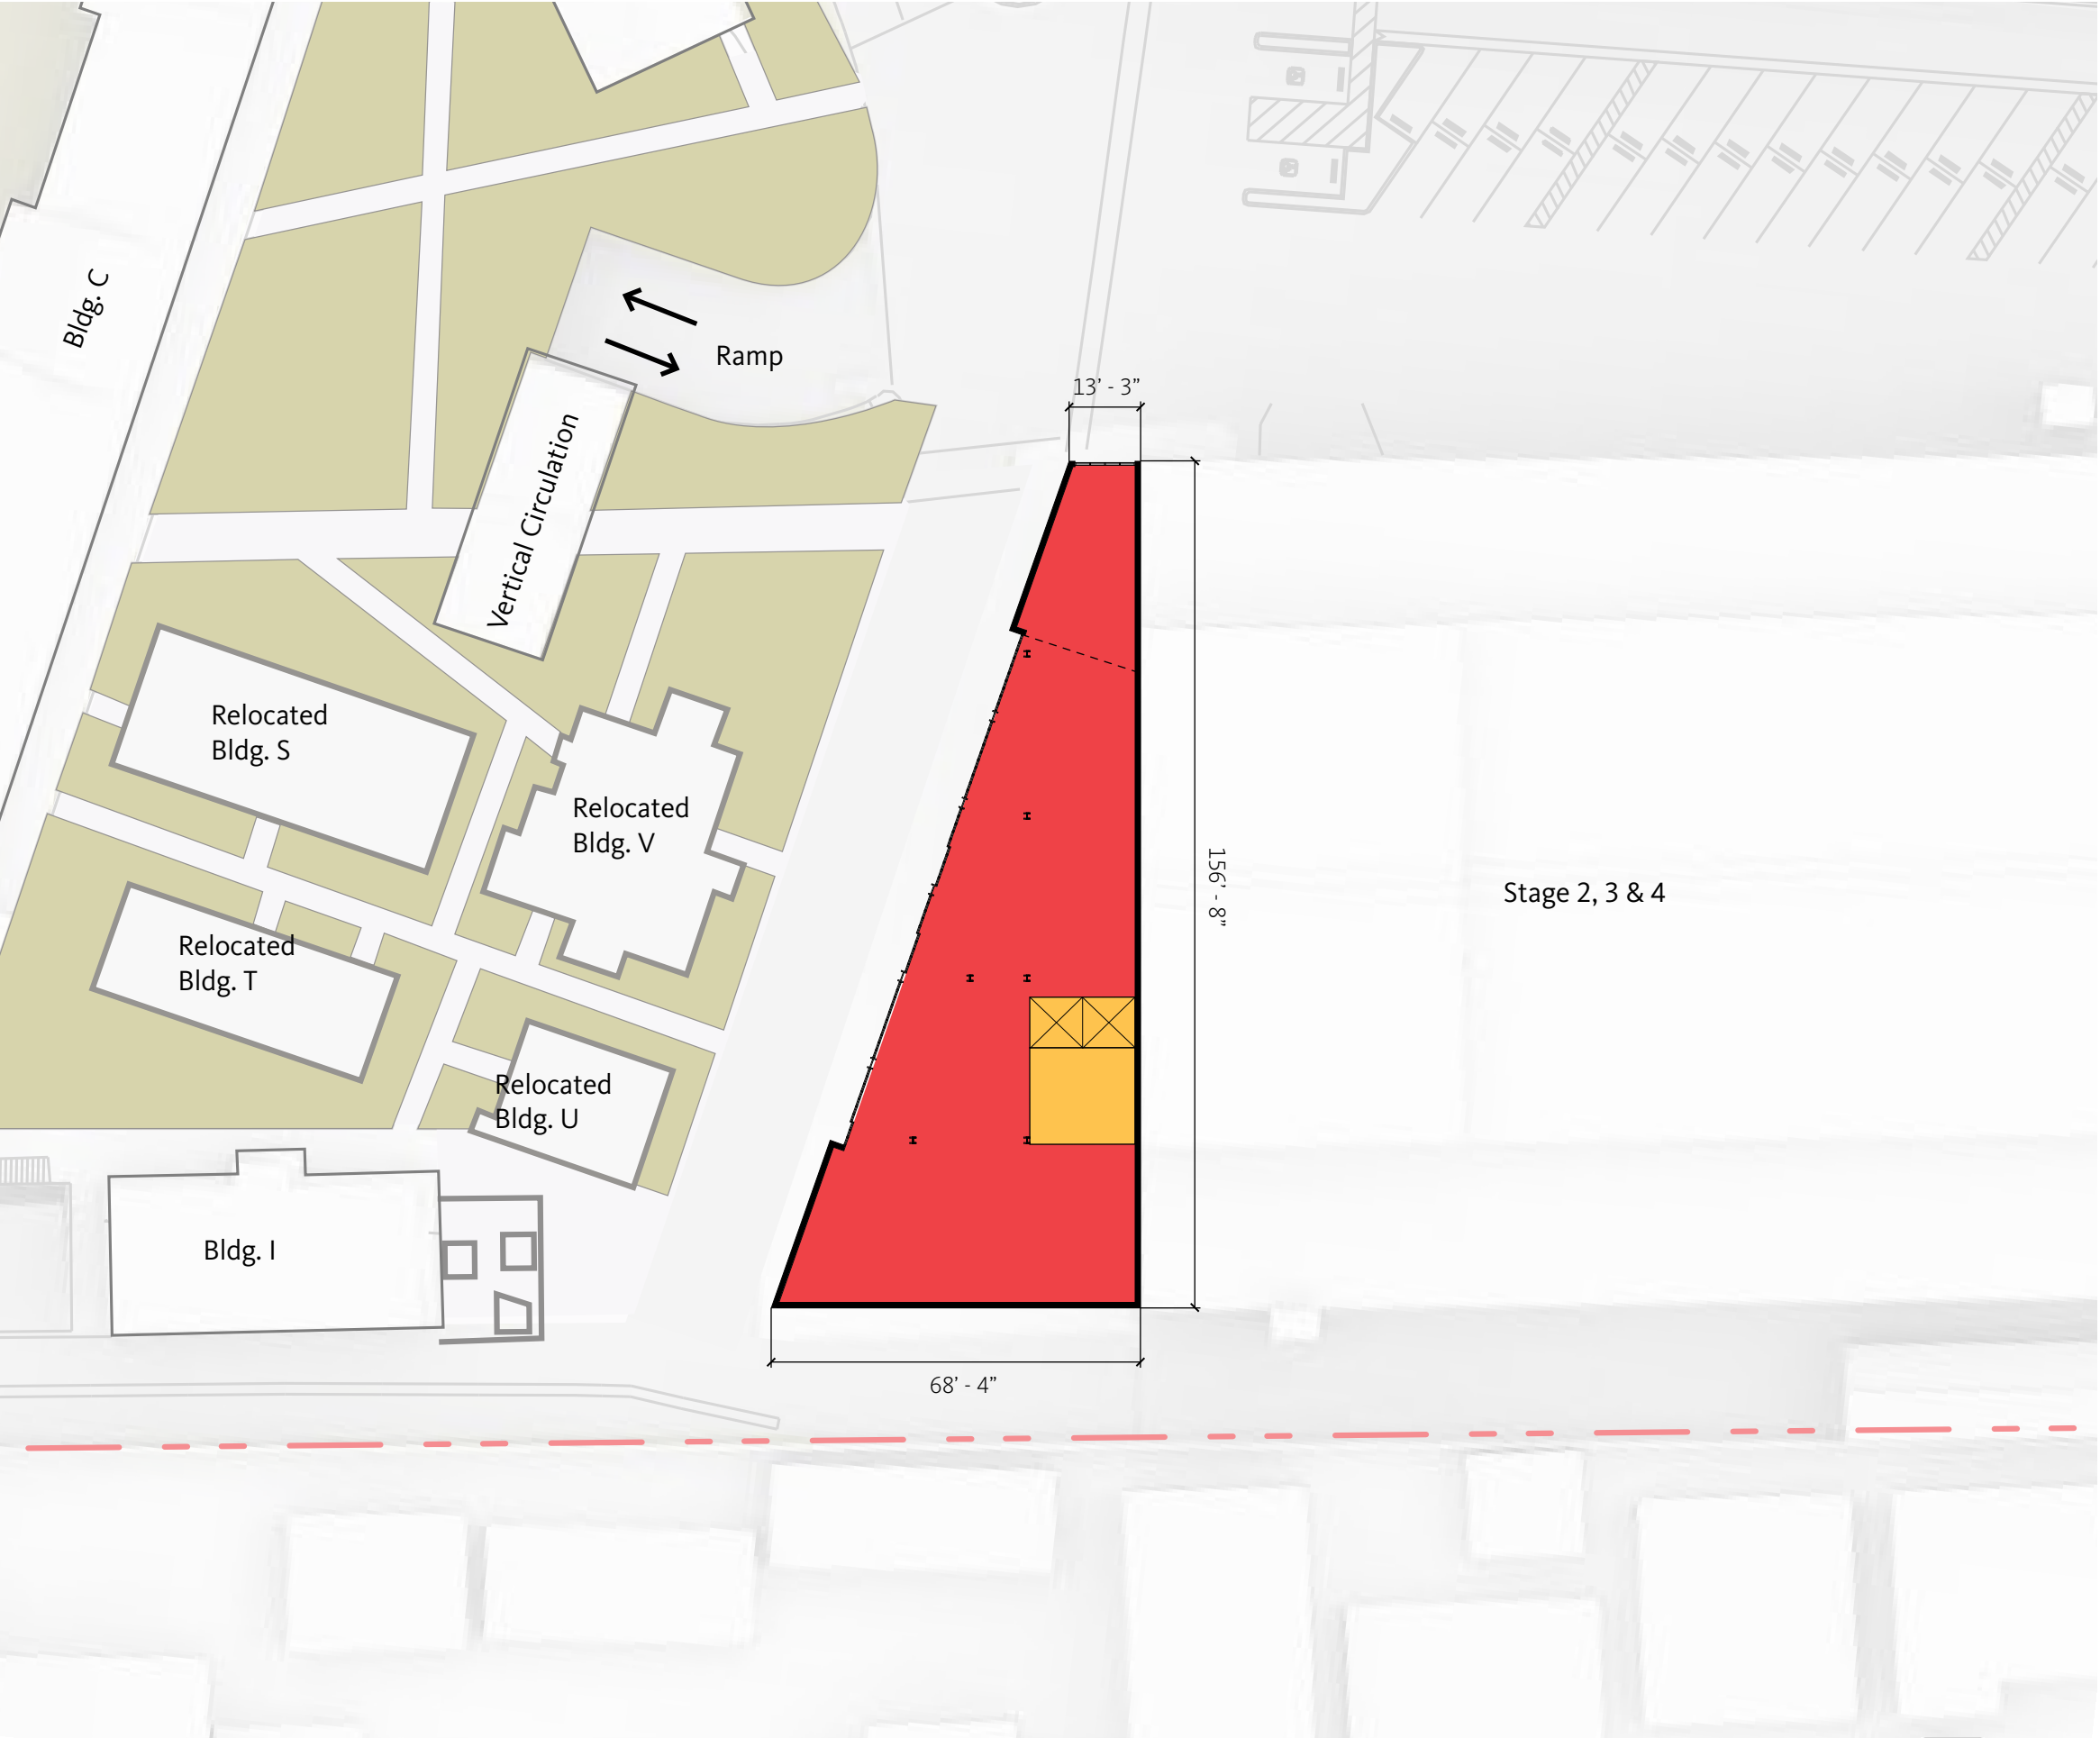 Bldg. C
Ramp
13’ - 3”
Vertical Circulation
Relocated
Bldg. S
Relocated
Bldg. V
156’ - 8”
Stage 2, 3 & 4
Relocated
Bldg. T
Relocated
Bldg. U
Bldg. I
68’ - 4”